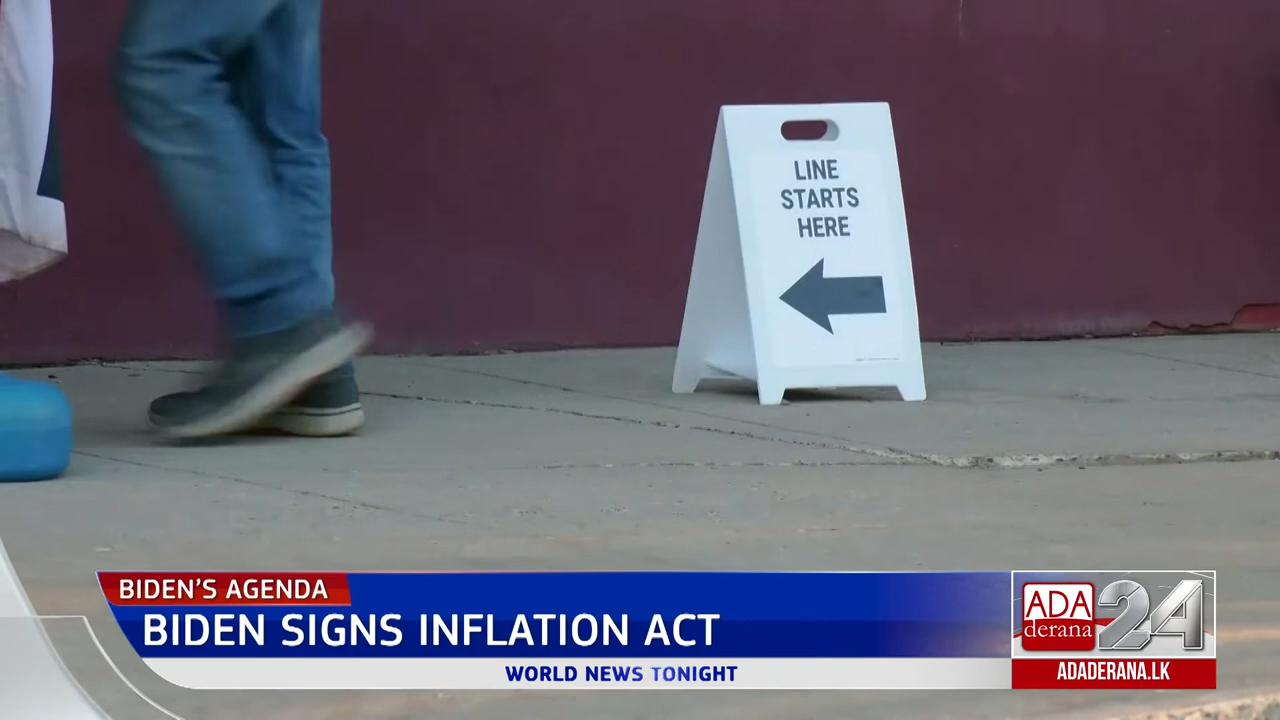 LINE
STARTS
HERE
BIDEN'S AGENDA
BIDEN SIGNS INFLATION ACT
WORLD NEWS TONIGHT
ADA
derana
24
ADADERANA.LK